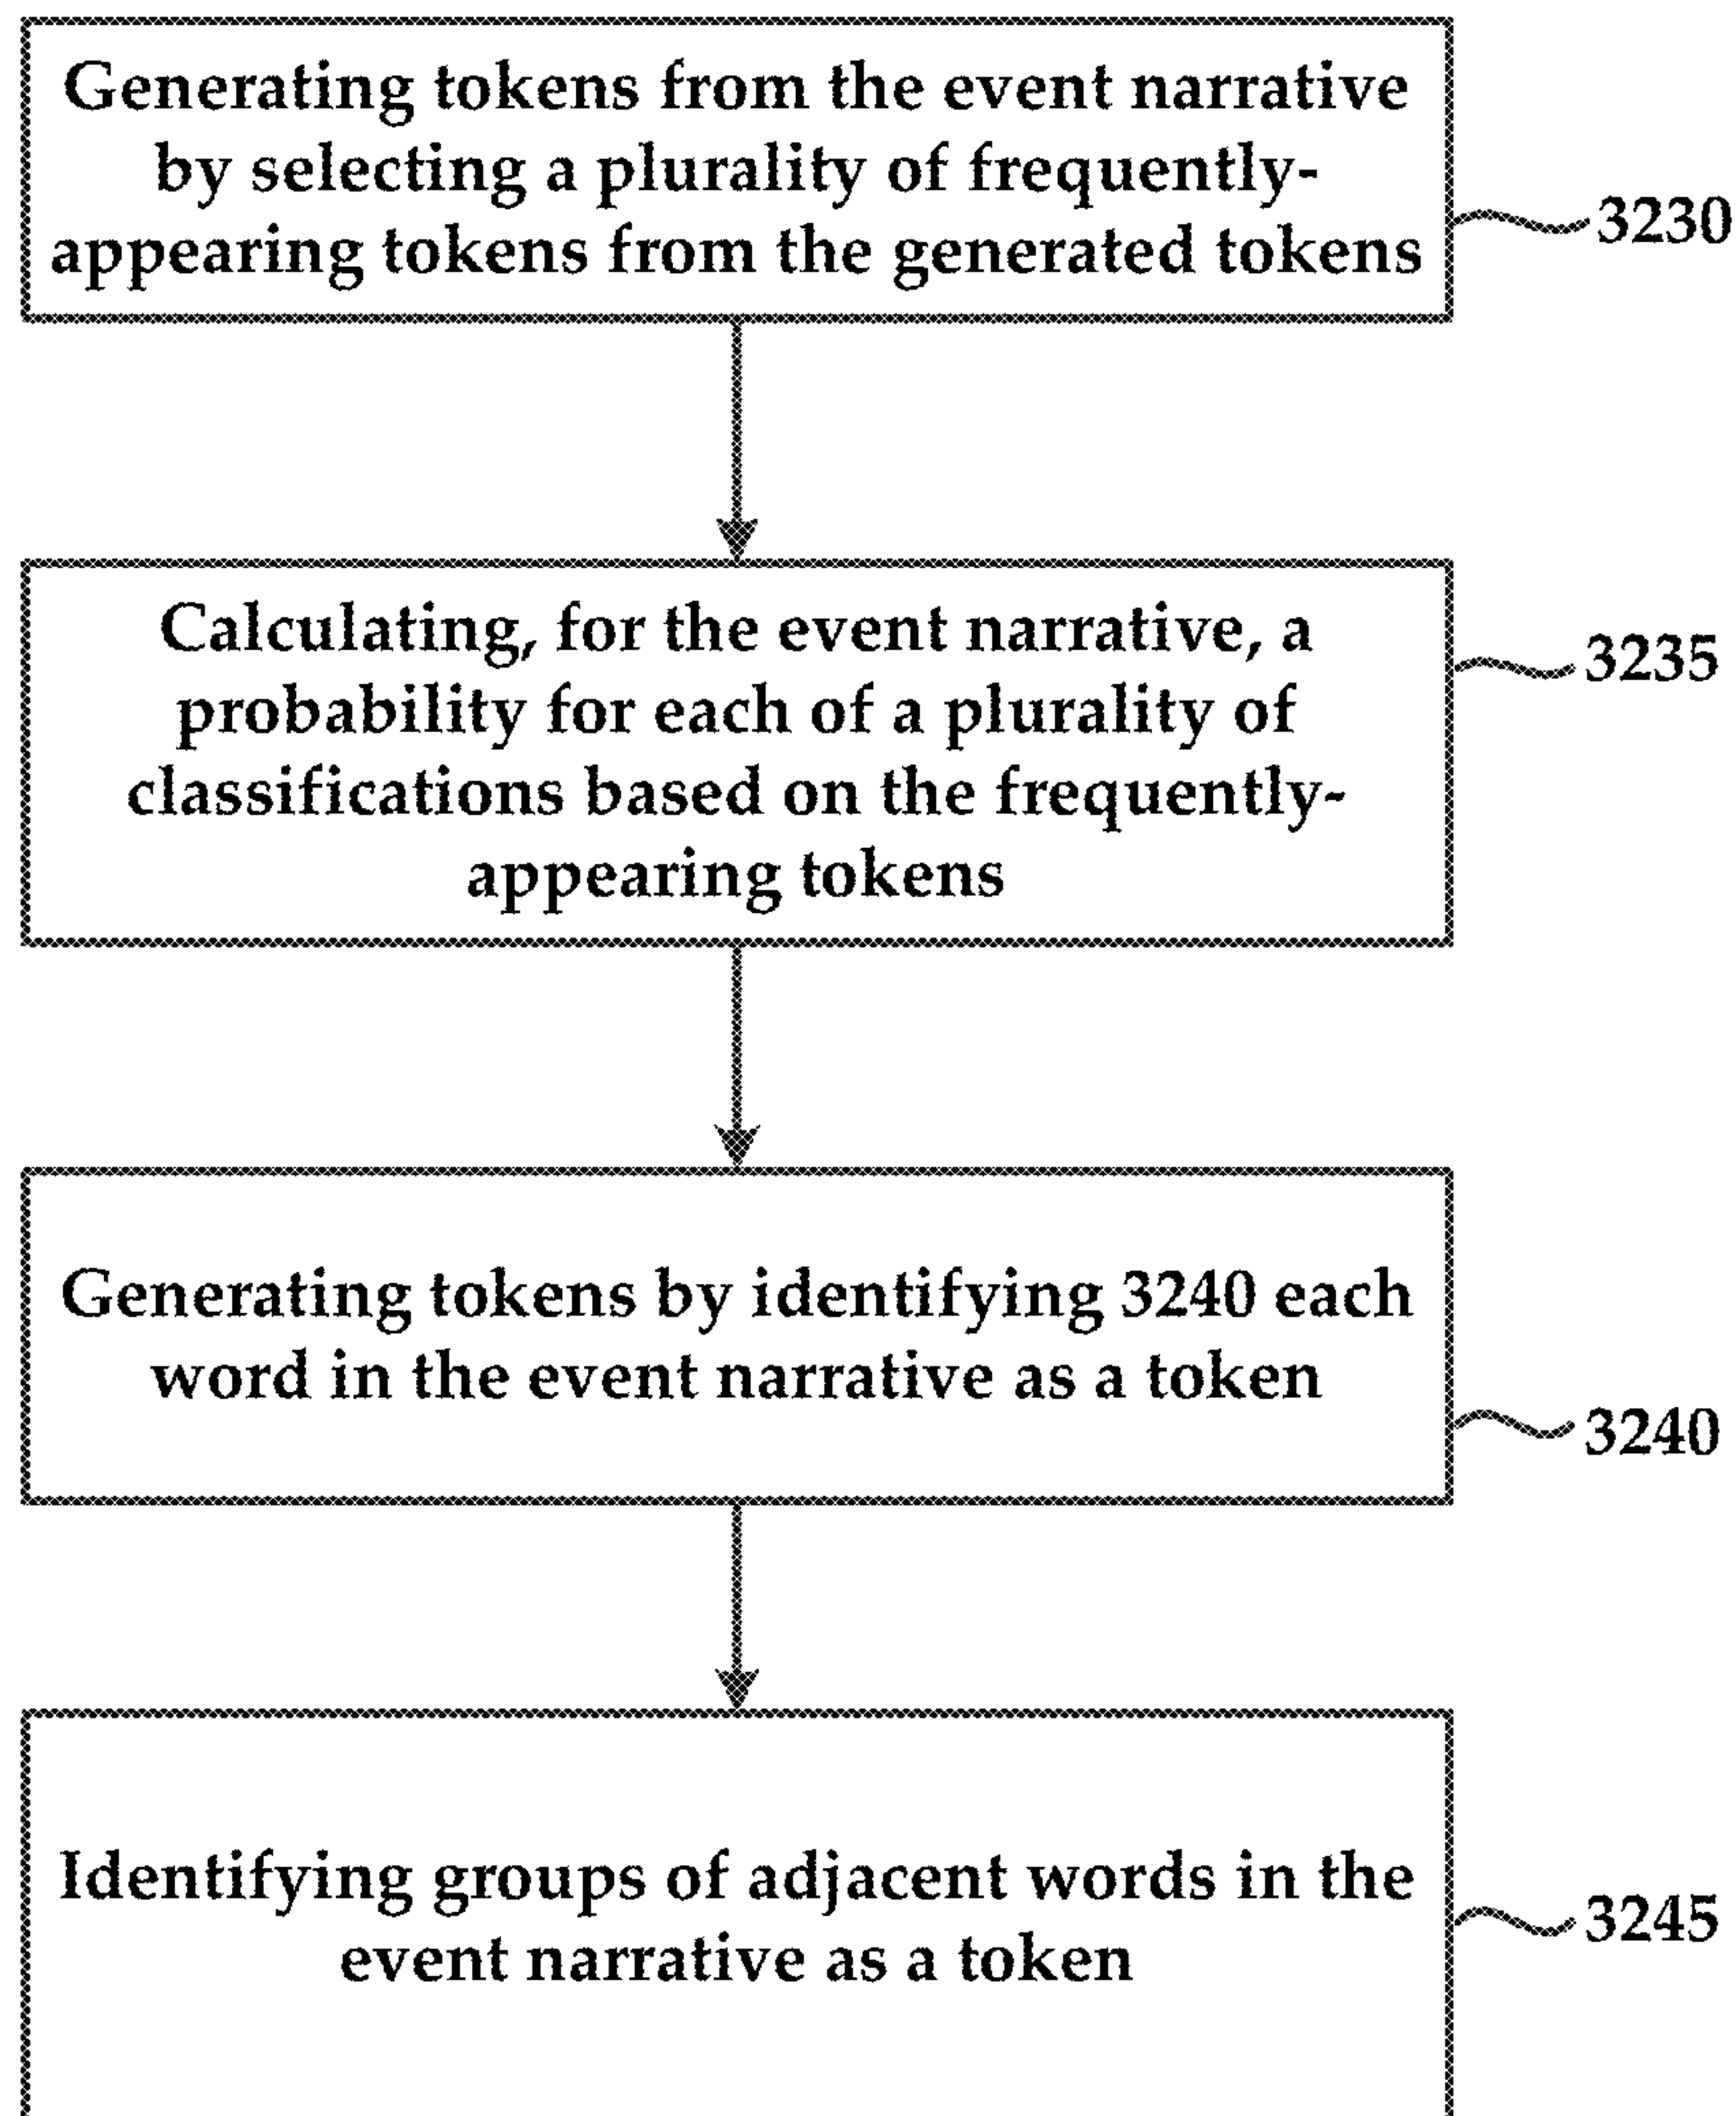 Generating tokens from the event narrative
by selecting a plurality of frequently-
appearing tokens from the generated tokens
3230
Calculating, for the event narrative, a
probability for each of a plurality of
classifications based on the frequently-
appearing tokens
3235
Generating tokens by identifying 3240 each
word in the event narrative as a token
3240
Identifying groups of adjacent words in the
event narrative as a token
3245